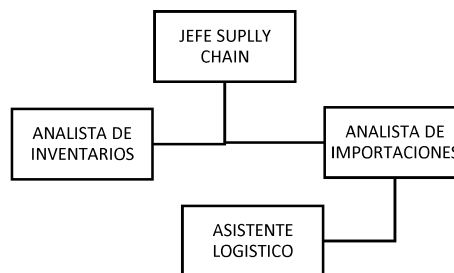 JEFE SUPLLY
CHAIN
ANALISTA DE
INVENTARIOS
ANALISTA DE
IMPORTACIONES
ASISTENTE
LOGISTICO